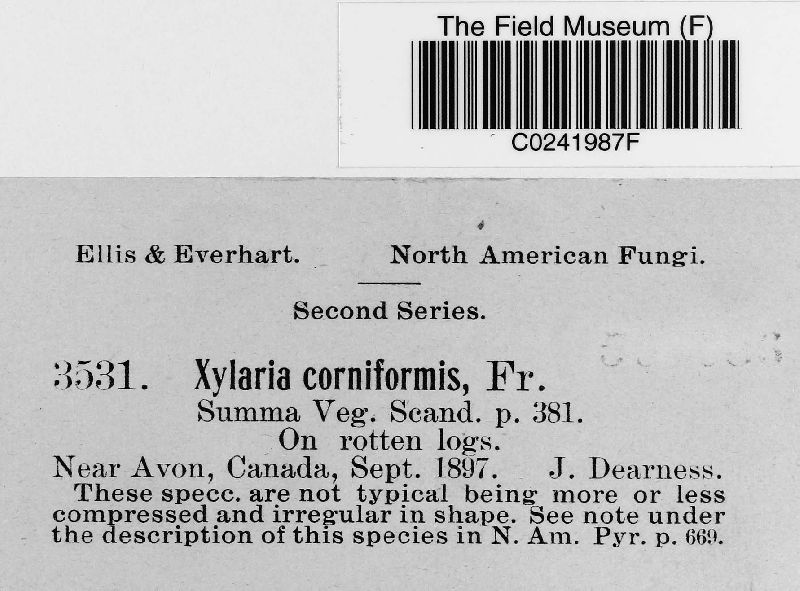 The Field Museum (F)
C0241987F
Ellis & Everhart. North American Fungi.
Second Series.
3531. Xylaria corniformis, Fr.
Summa Veg. Scand. p. 381.
On rotten logs.
Near Avon, Canada, Sept. 1897. J. Dearness.
These specc. are not typical being more or less
compressed and irregular in shape. See note under
the description of this species in N. Am. Pyr. p. 669.